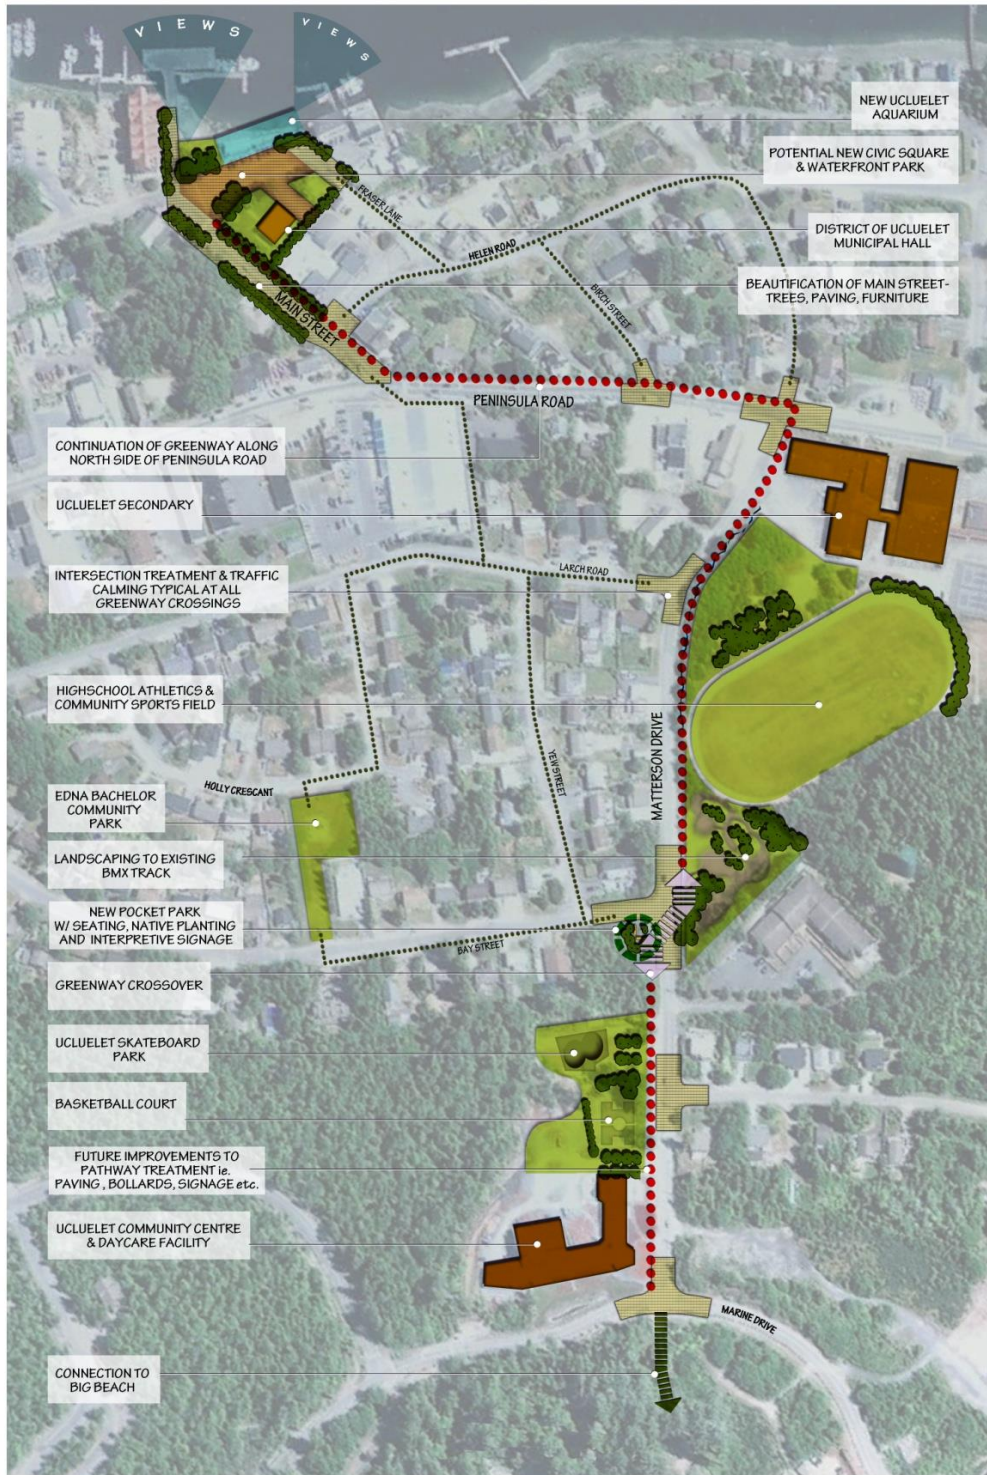 VIEWS
VIEWS
NEW UCLUELET
AQUARIUM
POTENTIAL NEW CIVIC SQUARE
& WATERFRONT PARK
FRASER LANE
DISTRICT OF UCLUELET
MUNICIPAL HALL
HELEN ROAD
BEAUTIFICATION OF MAIN STREET-
TREES, PAVING, FURNITURE
BIRCH STREET
MAIN STREET
PENINSULA ROAD
CONTINUATION OF GREENWAY ALONG
NORTH SIDE OF PENINSULA ROAD
UCLUELET SECONDARY
LARCH ROAD
INTERSECTION TREATMENT & TRAFFIC
CALMING TYPICAL AT ALL
GREENWAY CROSSINGS
HIGHSCHOOL ATHLETICS &
COMMUNITY SPORTS FIELD
MATTERSON DRIVE
YEW STREET
HOLLY CRESCANT
EDNA BACHELOR
COMMUNITY
PARK
LANDSCAPING TO EXISTING
BMX TRACK
NEW POCKET PARK
W/ SEATING, NATIVE PLANTING
AND INTERPRETIVE SIGNAGE
BAY STREET
GREENWAY CROSSOVER
UCLUELET SKATEBOARD
PARK
BASKETBALL COURT
FUTURE IMPROVEMENTS TO
PATHWAY TREATMENT ie.
PAVING , BOLLARDS, SIGNAGE etc.
UCLUELET COMMUNITY CENTRE
& DAYCARE FACILITY
MARINE DRIVE
CONNECTION TO
BIG BEACH